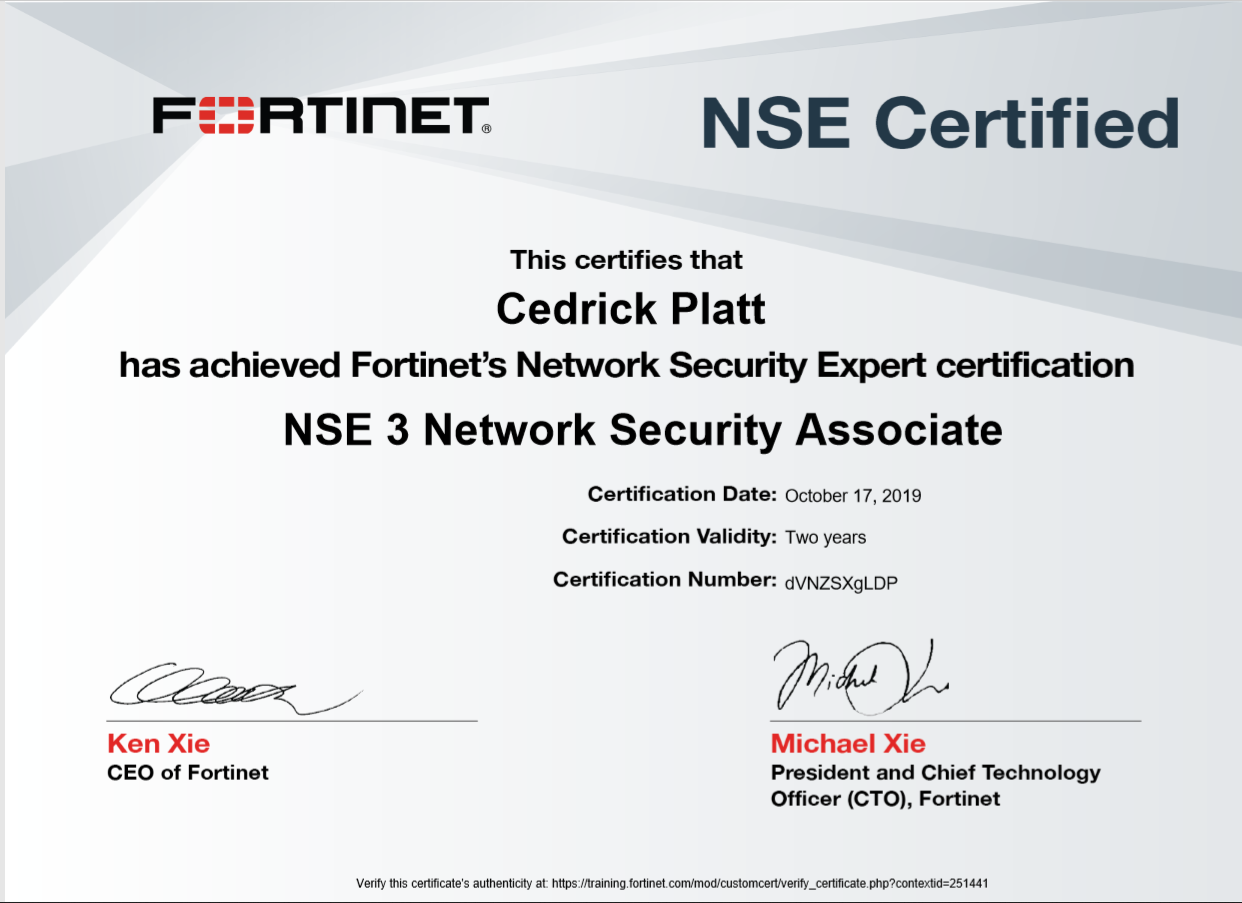 FORTINET®
NSE Certified
This certifies that
Cedrick Platt
has achieved Fortinet's Network Security Expert certification
NSE 3 Network Security Associate
Certification Date: October 17, 2019
Certification Validity: Two years
Certification Number: dVNZSXgLDP
Ken Xie
CEO of Fortinet
Michael Xie
President and Chief Technology
Officer (CTO), Fortinet
Verify this certificate's authenticity at: https://training.fortinet.com/mod/customcert/verify_certificate.php?contextid=251441